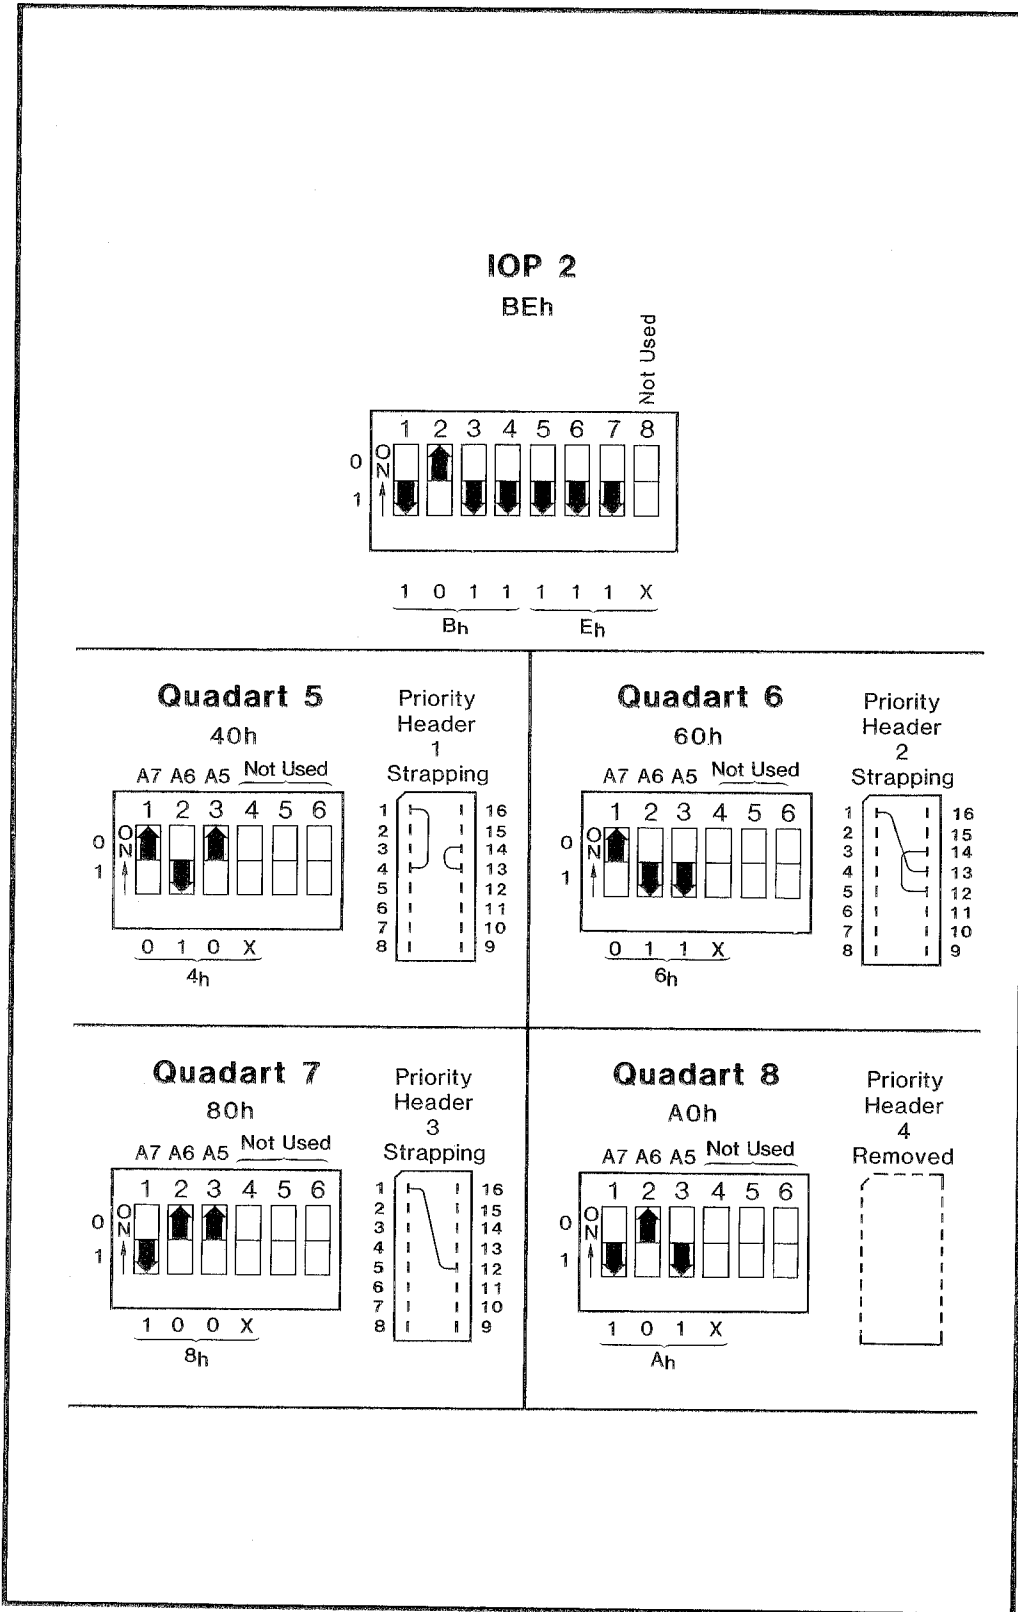 IOP 2
BEh
Not Used
1 2 3 4 5 6 7 8
0 ON
1
1 0 1 1 1 1 1 X
Bh Eh
Quadart 5
40h
A7 A6 A5 Not Used
1 2 3 4 5 6
0 ON
1
0 1 0 X
4h
Priority
Header
1
Strapping
1 16
2 15
3 14
4 13
5 12
6 11
7 10
8 9
Quadart 6
60h
A7 A6 A5 Not Used
1 2 3 4 5 6
0 ON
1
0 1 1 X
6h
Priority
Header
2
Strapping
1 16
2 15
3 14
4 13
5 12
6 11
7 10
8 9
Quadart 7
80h
A7 A6 A5 Not Used
1 2 3 4 5 6
0 ON
1
1 0 0 X
8h
Priority
Header
3
Strapping
1 16
2 15
3 14
4 13
5 12
6 11
7 10
8 9
Quadart 8
A0h
A7 A6 A5 Not Used
1 2 3 4 5 6
0 ON
1
1 0 1 X
Ah
Priority
Header
4
Removed